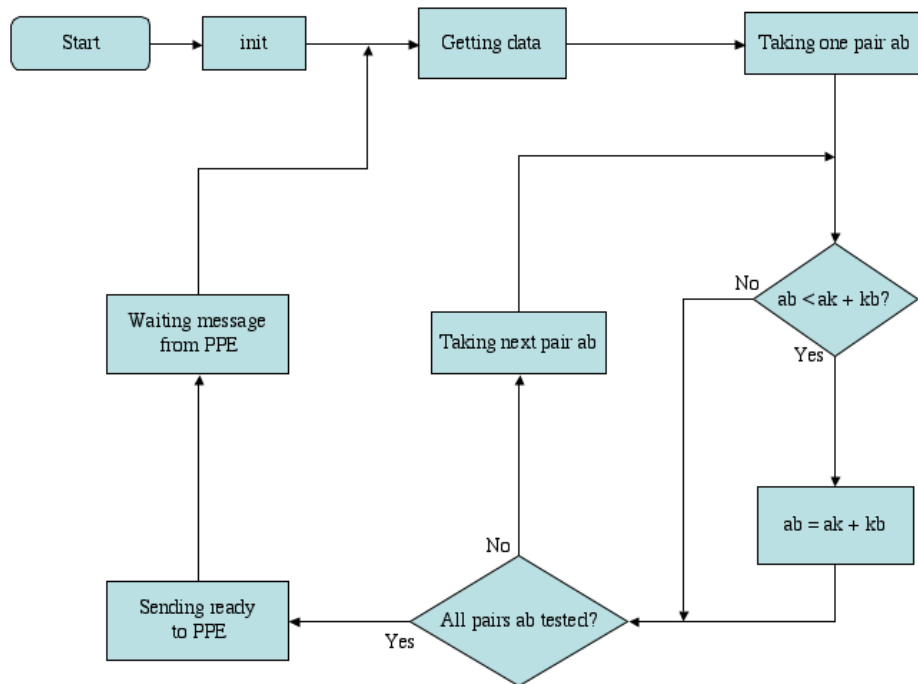 Start
init
Getting data
Taking one pair ab
No
ab < ak + kb?
Yes
Waiting message
from PPE
Taking next pair ab
ab = ak + kb
No
Sending ready
to PPE
Yes
All pairs ab tested?